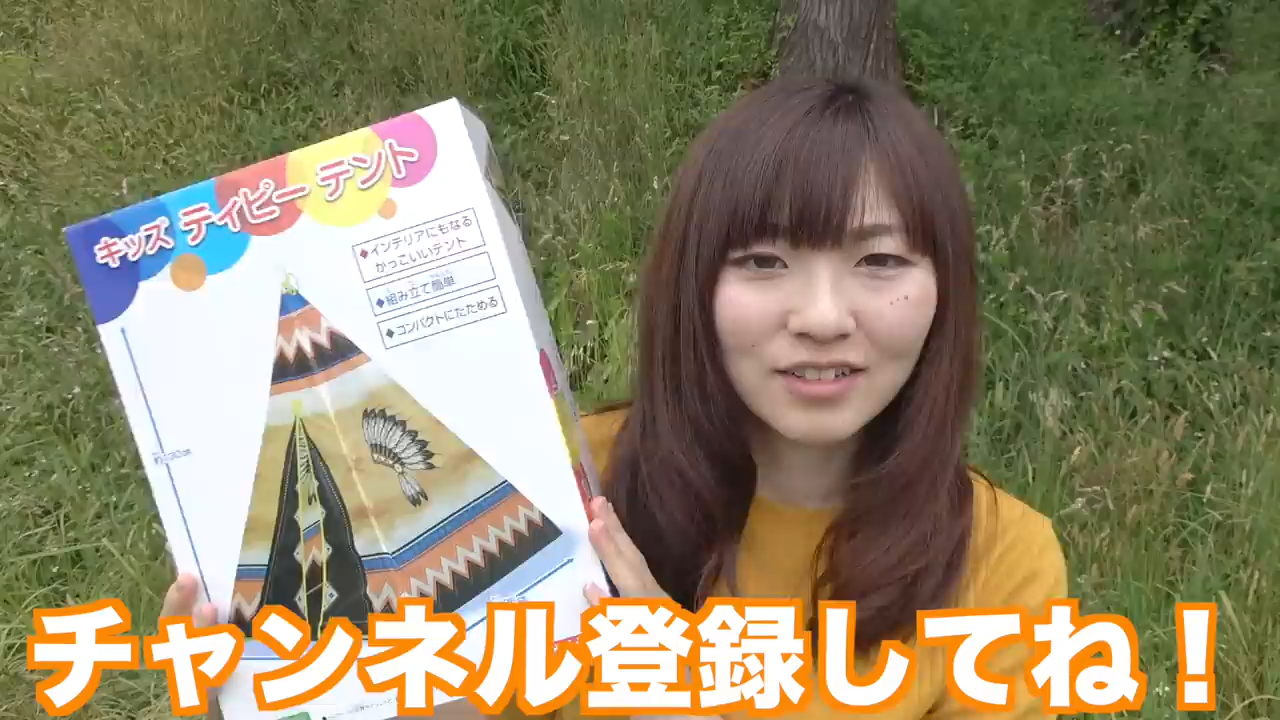 キッズ ティピー テント
◆インテリアにもなる
かっこいいテント
◆組み立て簡単
◆コンパクトにたためる
チャンネル登録してね！